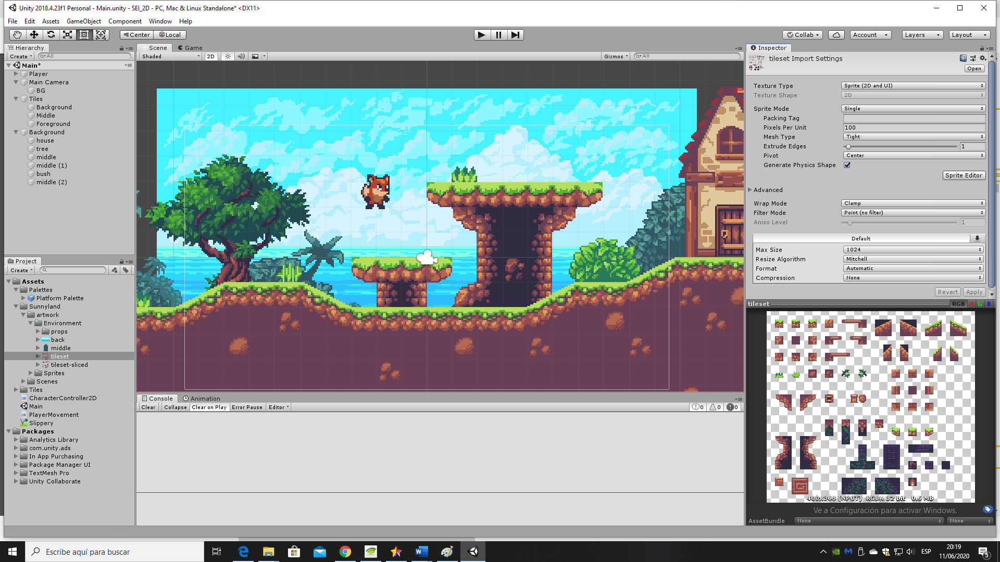 Unity 2018.4.23f1 Personal - Main.unity - SEI_2D - PC, Mac & Linux Standalone* <DX11>
File Edit Assets GameObject Component Window Help
Center Local Collab Account Layers Layout
Hierarchy
Create All
Main*
Player
Main Camera
BG
Tiles
Background
Middle
Foreground
Background
house
tree
middle
middle (1)
bush
middle (2)
Project
Create
Assets
Palettes
Platform Palette
Sunnyland
artwork
Environment
props
back
middle
tileset
tileset-sliced
Sprites
Scenes
Tiles
CharacterController2D
Main
PlayerMovement
Slippery
Packages
Analytics Library
com.unity.ads
In App Purchasing
Package Manager UI
TextMesh Pro
Unity Collaborate
Scene Game
Shaded 2D Gizmos All
Console Animation
Clear Collapse Clear on Play Error Pause Editor 0 0 0
Inspector
tileset Import Settings
Open
Texture Type Sprite (2D and UI)
Texture Shape 2D
Sprite Mode Single
Packing Tag
Pixels Per Unit 100
Mesh Type Tight
Extrude Edges 1
Pivot Center
Generate Physics Shape
Sprite Editor
Advanced
Wrap Mode Clamp
Filter Mode Point (no filter)
Aniso Level 1
Default
Max Size 1024
Resize Algorithm Mitchell
Format Automatic
Compression None
Revert Apply
tileset RGB R G B
400x368 (NPOT) RGBA 32 bit 0.6 MB
Ve a Configuración para activar Windows.
AssetBundle None None
Escribe aquí para buscar
ESP
20:19
11/06/2020
5